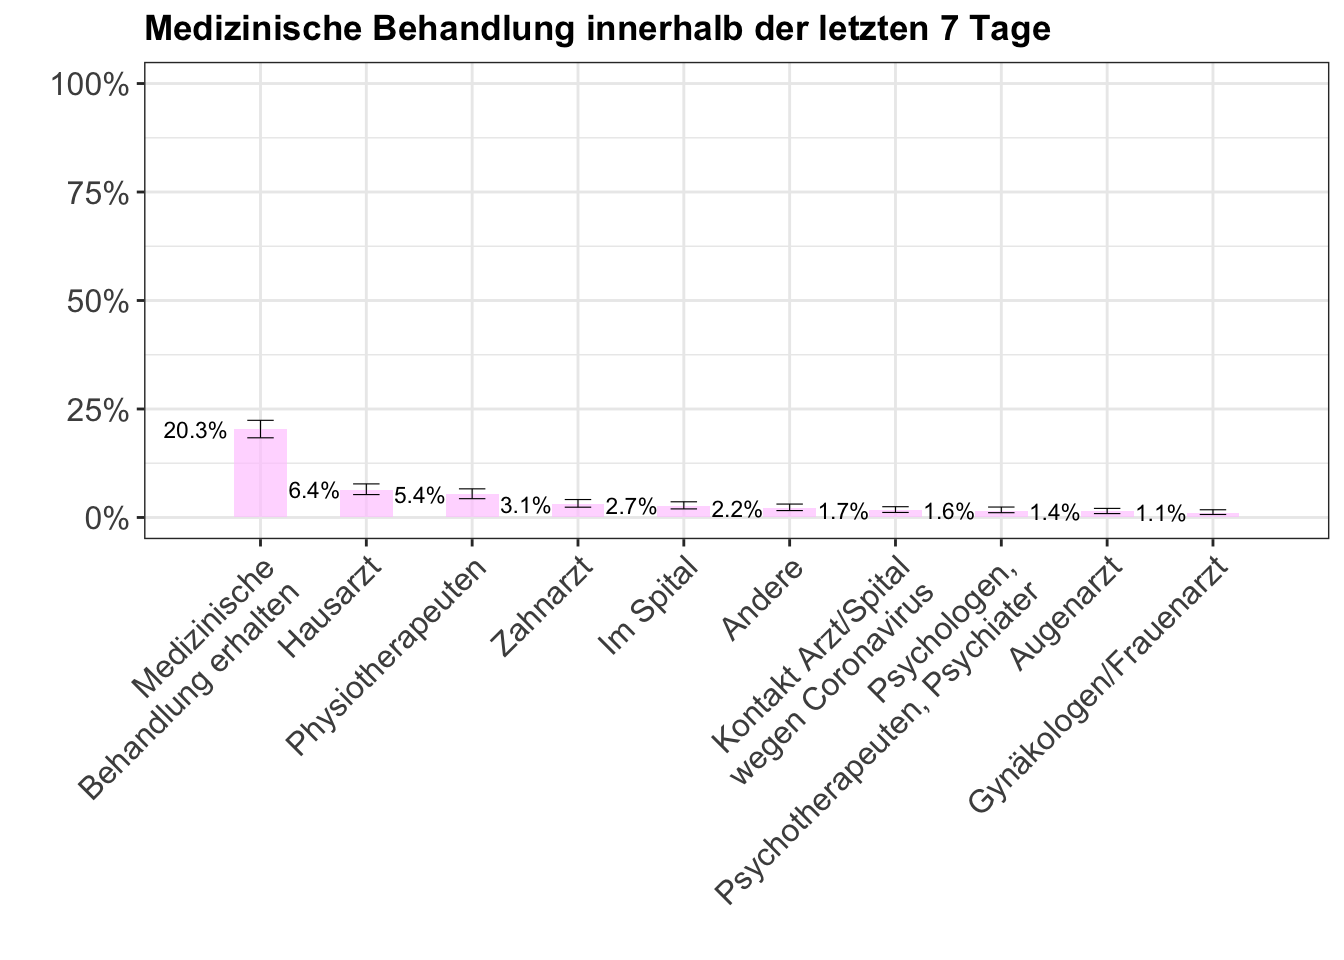 Medizinische Behandlung innerhalb der letzten 7 Tage
100%
75%
50%
25%
0%
20.3%
6.4%
5.4%
3.1%
2.7%
2.2%
1.7%
1.6%
1.4%
1.1%
Medizinische
Behandlung erhalten
Hausarzt
Physiotherapeuten
Zahnarzt
Im Spital
Andere
Kontakt Arzt/Spital
wegen Coronavirus
Psychologen,
Psychotherapeuten, Psychiater
Augenarzt
Gynäkologen/Frauenarzt